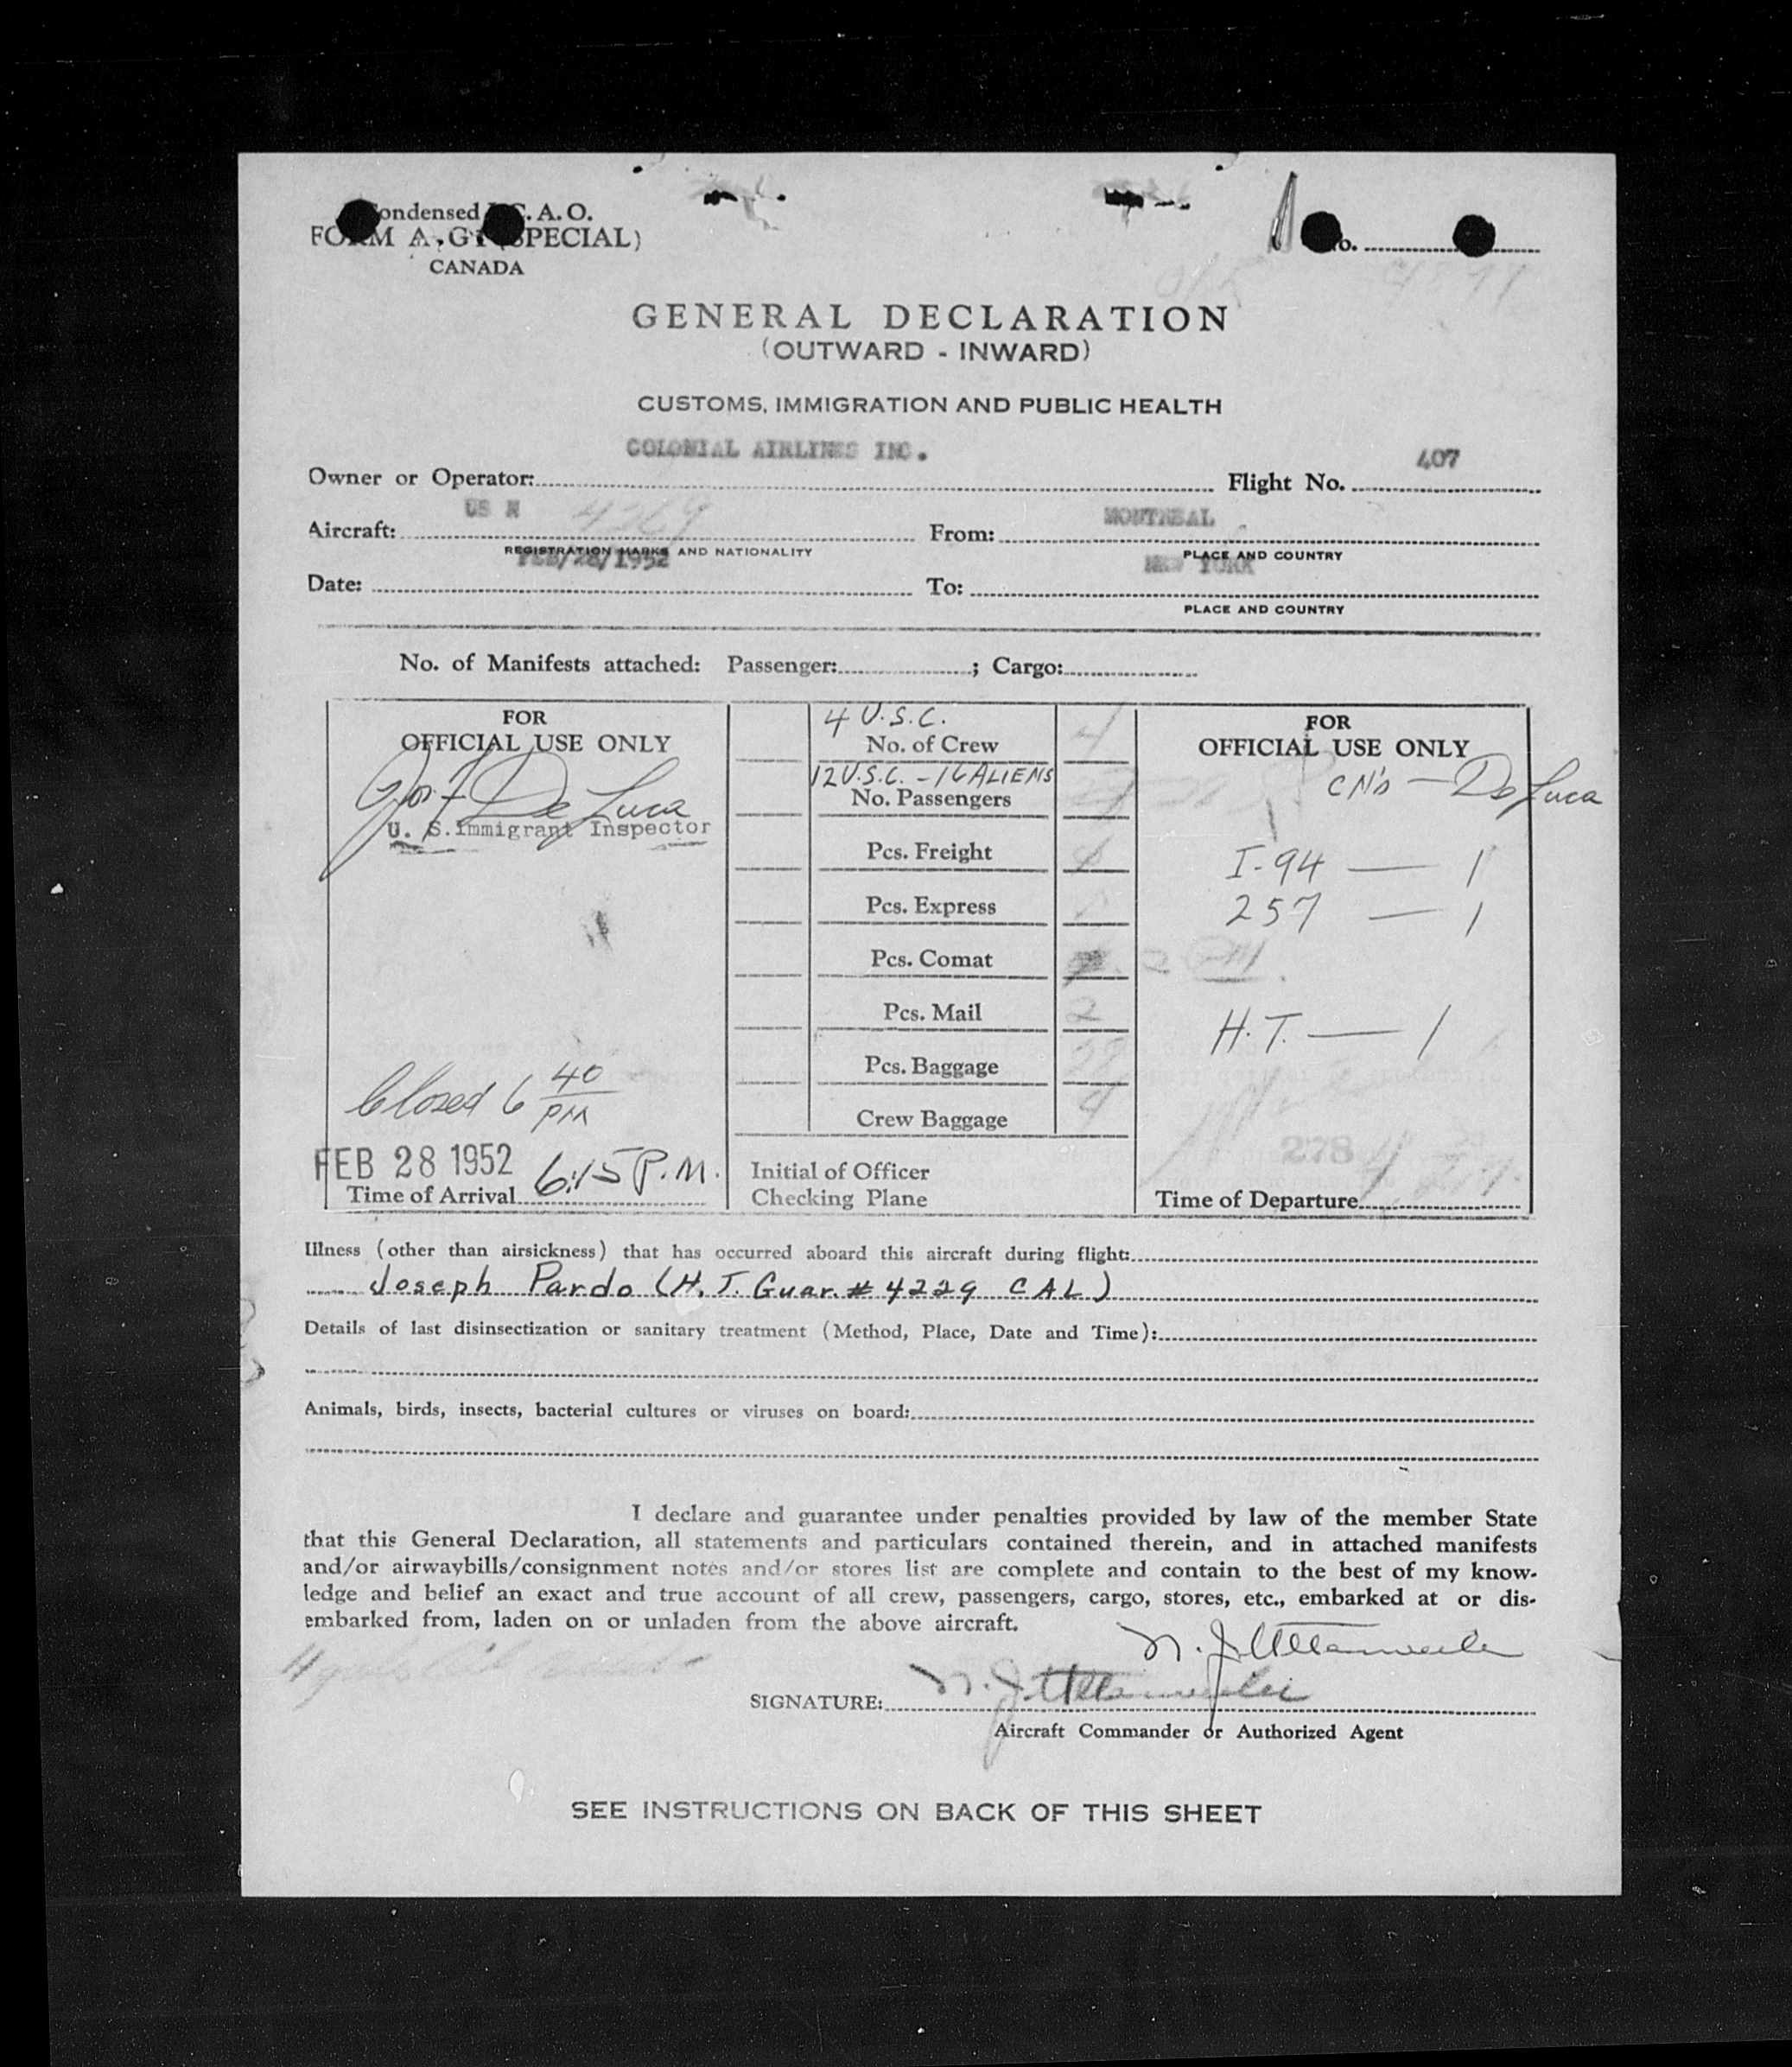 Condensed I.C.A.O.
FORM A.G1 (SPECIAL)
CANADA
No.
GENERAL DECLARATION
(OUTWARD - INWARD)
CUSTOMS, IMMIGRATION AND PUBLIC HEALTH
COLONIAL AIRLINES INC.
407
Owner or Operator: Flight No.
US N 4269
MONTREAL
Aircraft: From:
REGISTRATION MARKS AND NATIONALITY
PLACE AND COUNTRY
FEB/28/1952
NEW YORK
Date: To:
PLACE AND COUNTRY
No. of Manifests attached: Passenger: ; Cargo:
FOR
OFFICIAL USE ONLY
Jos. F. De Luca
U. S. Immigrant Inspector
Closed 6 40
PM
FEB 28 1952 6:15 P.M.
Time of Arrival
4 U.S.C.
No. of Crew 4
12 U.S.C. - 16 ALIENS
No. Passengers
Pcs. Freight
Pcs. Express
Pcs. Comat
Pcs. Mail 2
Pcs. Baggage
Crew Baggage 4
Initial of Officer
Checking Plane
FOR
OFFICIAL USE ONLY
CN's — De Luca
I-94 — 1
257 — 1
H.T. — 1
278
Time of Departure
Illness (other than airsickness) that has occurred aboard this aircraft during flight:
Joseph Pardo (H.T. Guar. # 4229 CAL)
Details of last disinsectization or sanitary treatment (Method, Place, Date and Time):
Animals, birds, insects, bacterial cultures or viruses on board:
I declare and guarantee under penalties provided by law of the member State
that this General Declaration, all statements and particulars contained therein, and in attached manifests
and/or airwaybills/consignment notes and/or stores list are complete and contain to the best of my know-
ledge and belief an exact and true account of all crew, passengers, cargo, stores, etc., embarked at or dis-
embarked from, laden on or unladen from the above aircraft.
SIGNATURE:
Aircraft Commander or Authorized Agent
SEE INSTRUCTIONS ON BACK OF THIS SHEET